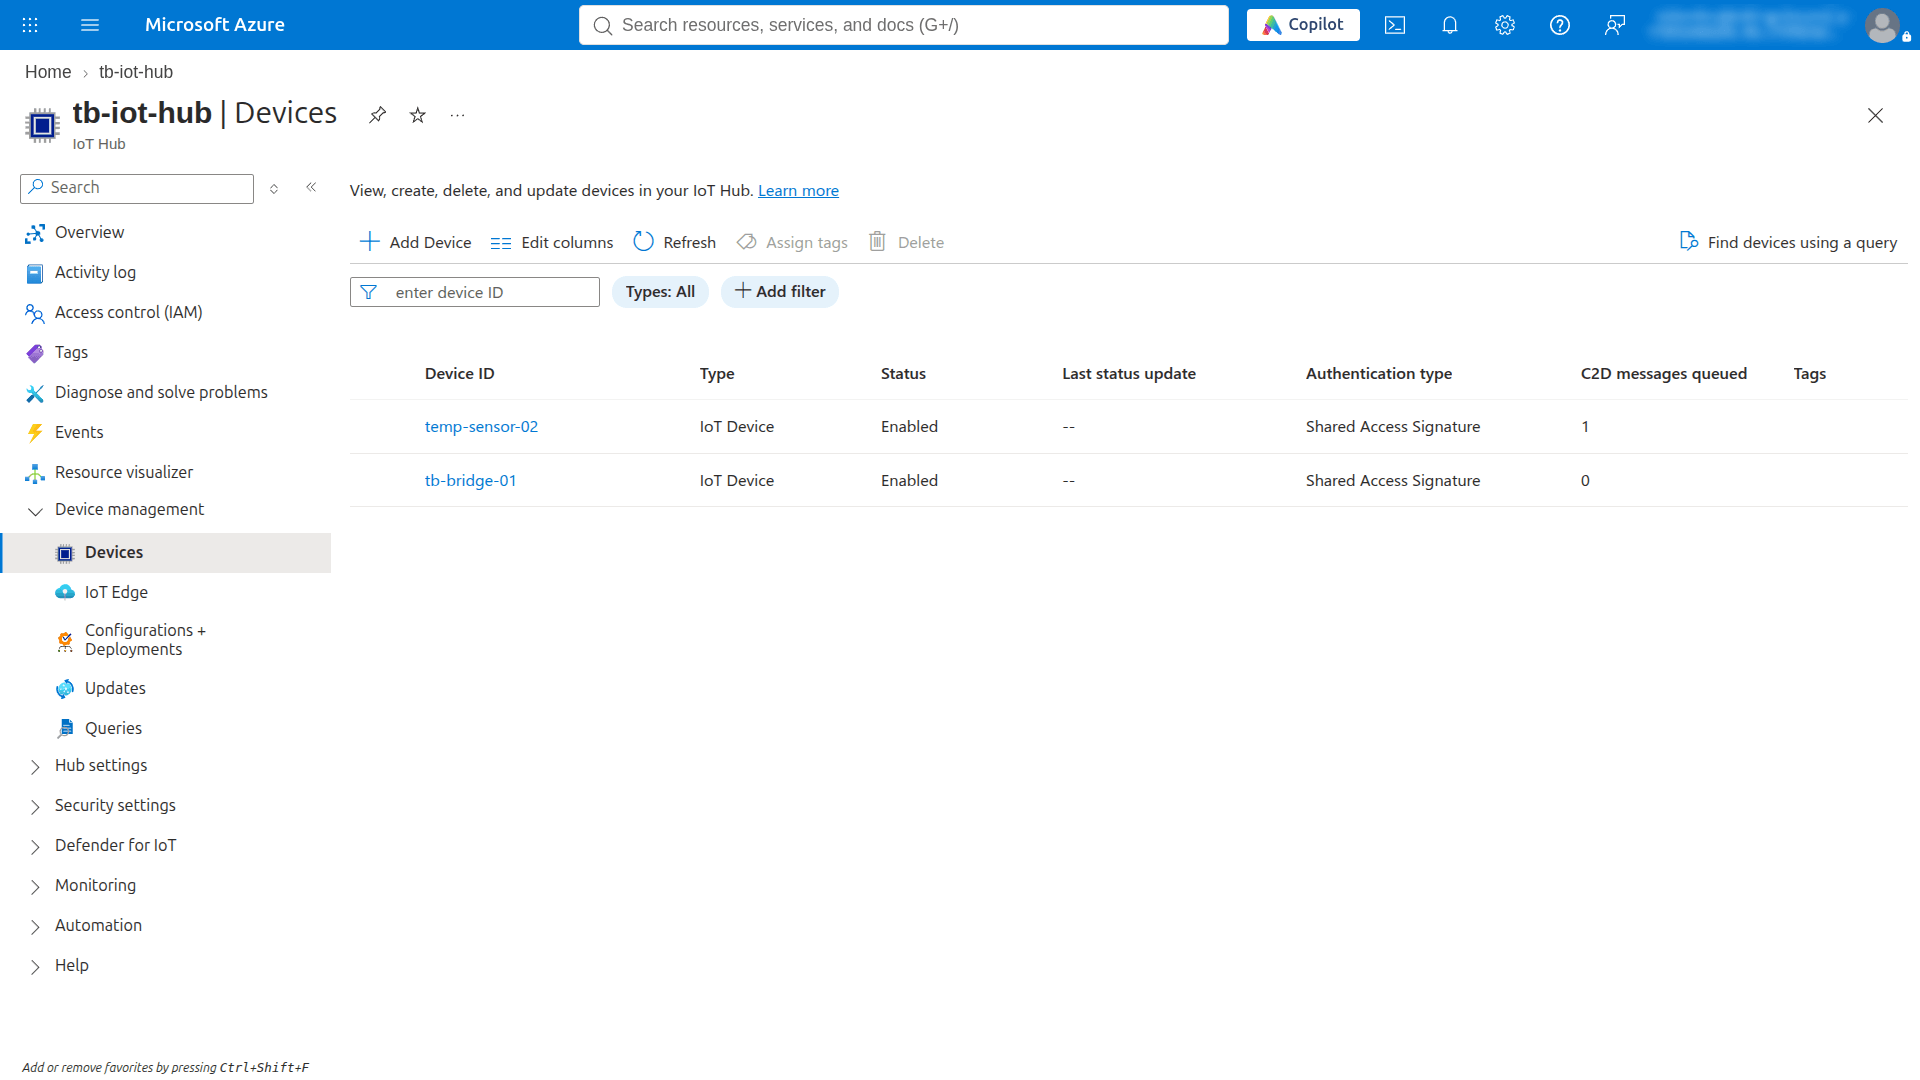 Microsoft Azure
Search resources, services, and docs (G+/)
Copilot
Home › tb-iot-hub
tb-iot-hub | Devices
IoT Hub
Search
Overview
Activity log
Access control (IAM)
Tags
Diagnose and solve problems
Events
Resource visualizer
Device management
Devices
IoT Edge
Configurations +
Deployments
Updates
Queries
Hub settings
Security settings
Defender for IoT
Monitoring
Automation
Help
Add or remove favorites by pressing Ctrl+Shift+F
View, create, delete, and update devices in your IoT Hub. Learn more
Add Device Edit columns Refresh Assign tags Delete Find devices using a query
enter device ID Types: All Add filter
Device ID Type Status Last status update Authentication type C2D messages queued Tags
temp-sensor-02 IoT Device Enabled -- Shared Access Signature 1
tb-bridge-01 IoT Device Enabled -- Shared Access Signature 0